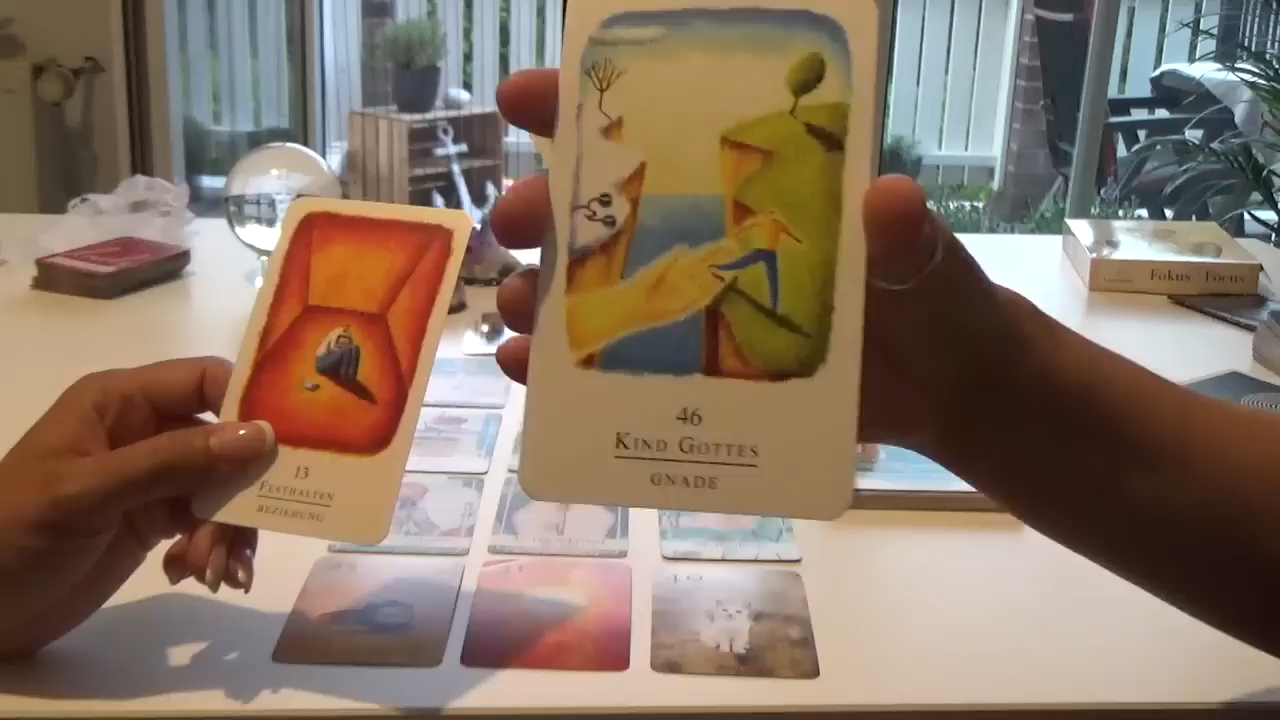 13
FESTHALTEN
BEZIEHUNG
46
KIND GOTTES
GNADE
Fokus Focus